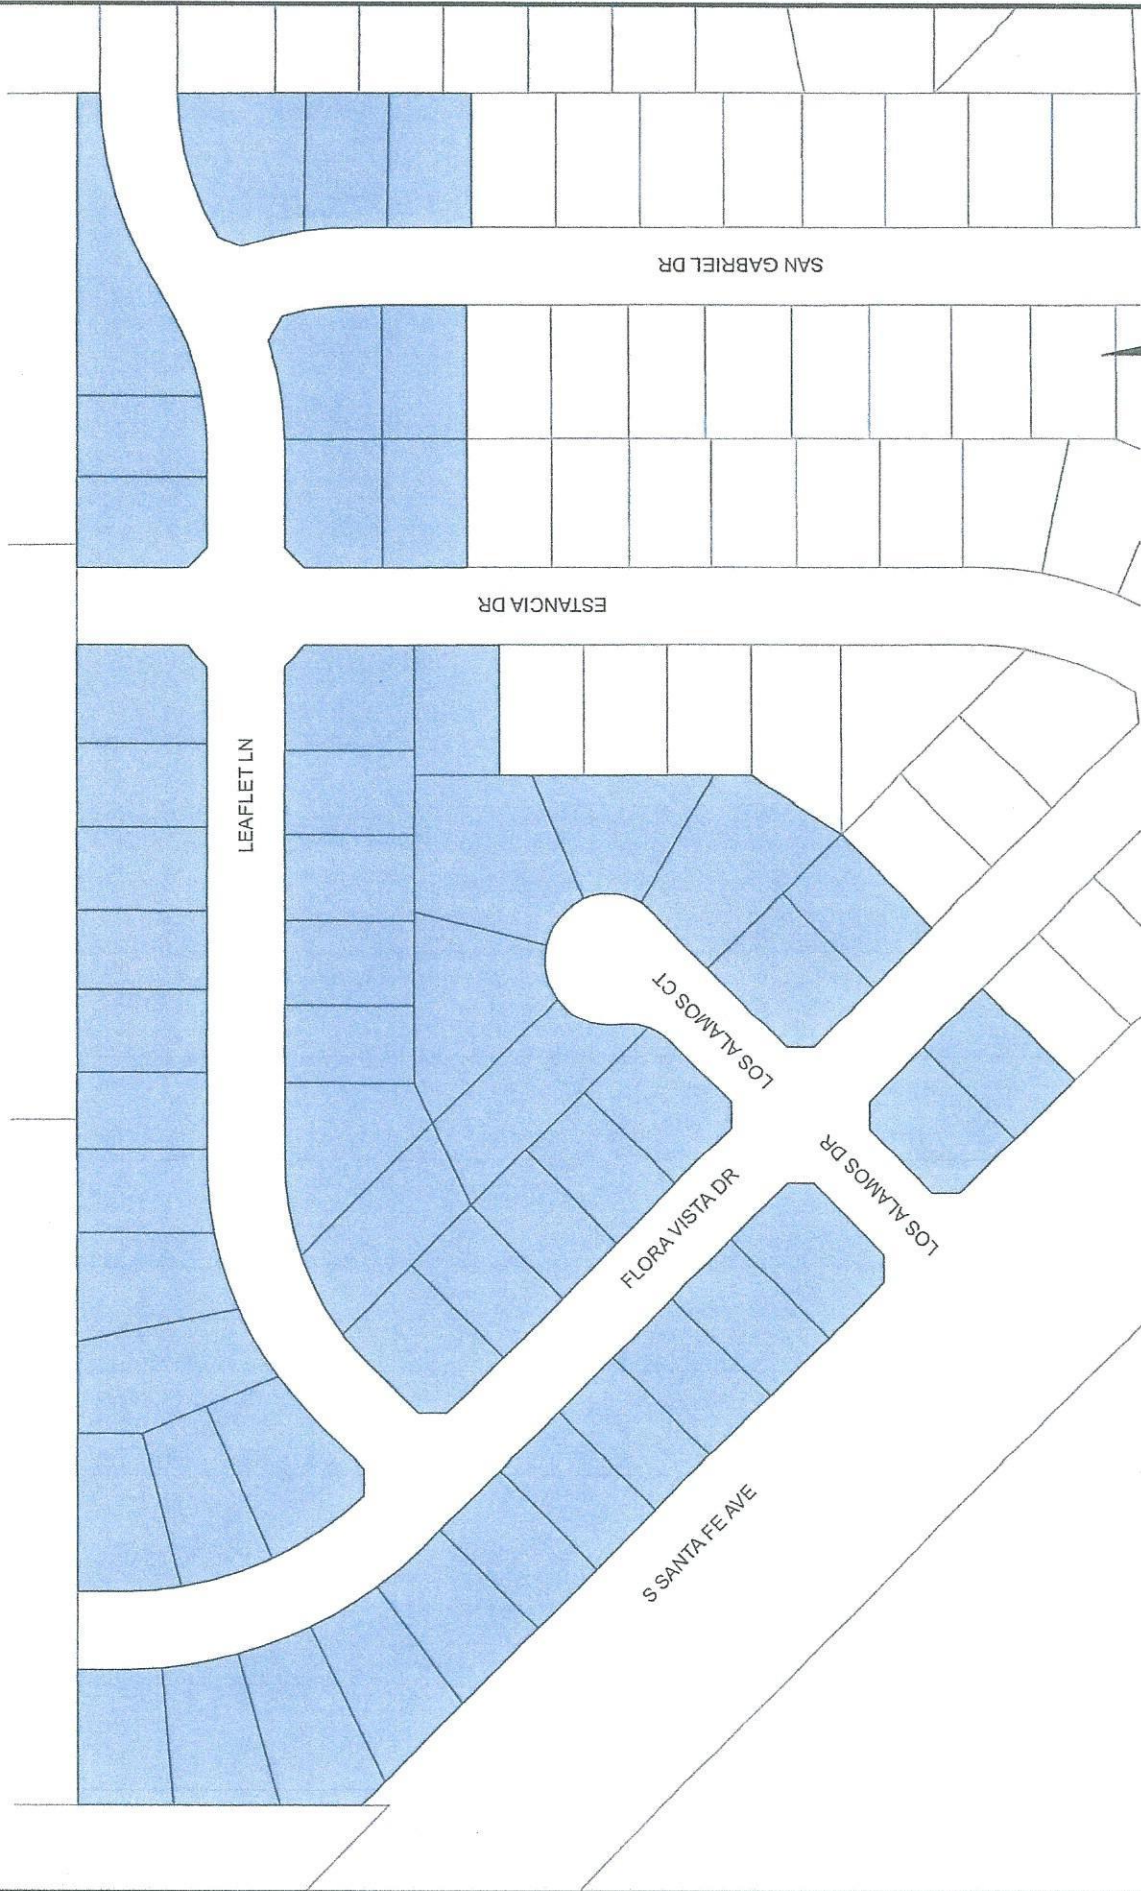 SAN GABRIEL DR
ESTANCIA DR
LEAFLET LN
LOS ALAMOS CT
LOS ALAMOS DR
FLORA VISTA DR
S SANTA FE AVE